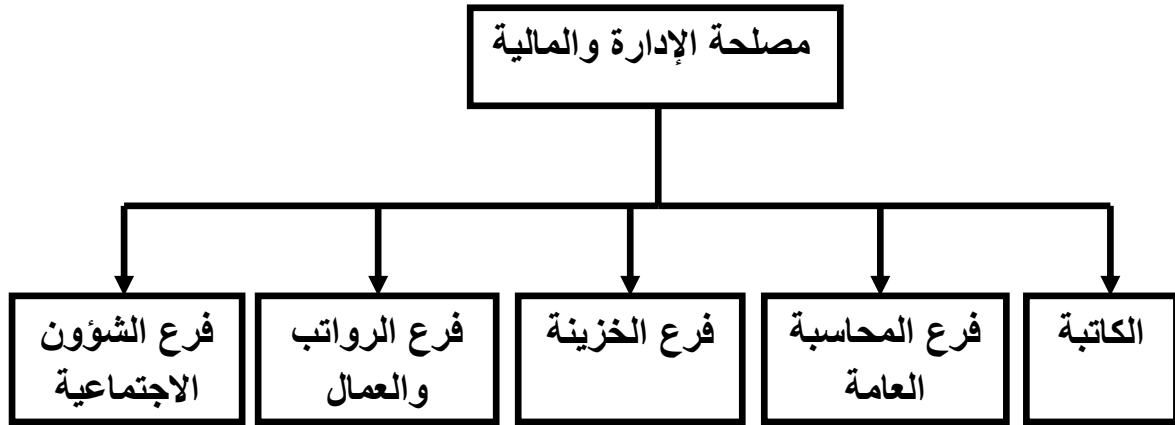 مصلحة الإدارة والمالية
الكاتبة
فرع المحاسبة
العامة
فرع الخزينة
فرع الرواتب
والعمال
فرع الشؤون
الاجتماعية